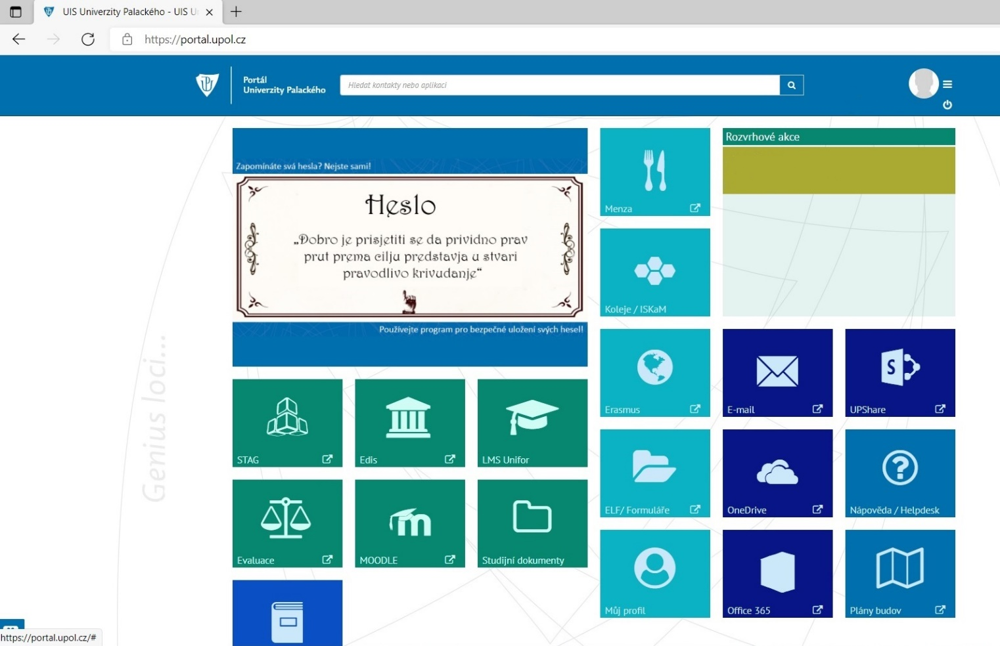 UIS Univerzity Palackého - UIS U
https://portal.upol.cz
Portál
Univerzity Palackého
Hledat kontakty nebo aplikaci
Zapomínáte svá hesla? Nejste sami!
Heslo
„Dobro je prisjetiti se da prividno prav
prut prema cilju predstavja u stvari
pravodlivo krivudanje“
Používejte program pro bezpečné uložení svých hesel!
Menza
Rozvrhové akce
Koleje / ISKaM
Genius loci...
Erasmus
E-mail
UPShare
STAG
Edis
LMS Unifor
ELF/ Formuláře
OneDrive
Nápověda / Helpdesk
Evaluace
MOODLE
Studijní dokumenty
Můj profil
Office 365
Plány budov
https://portal.upol.cz/#